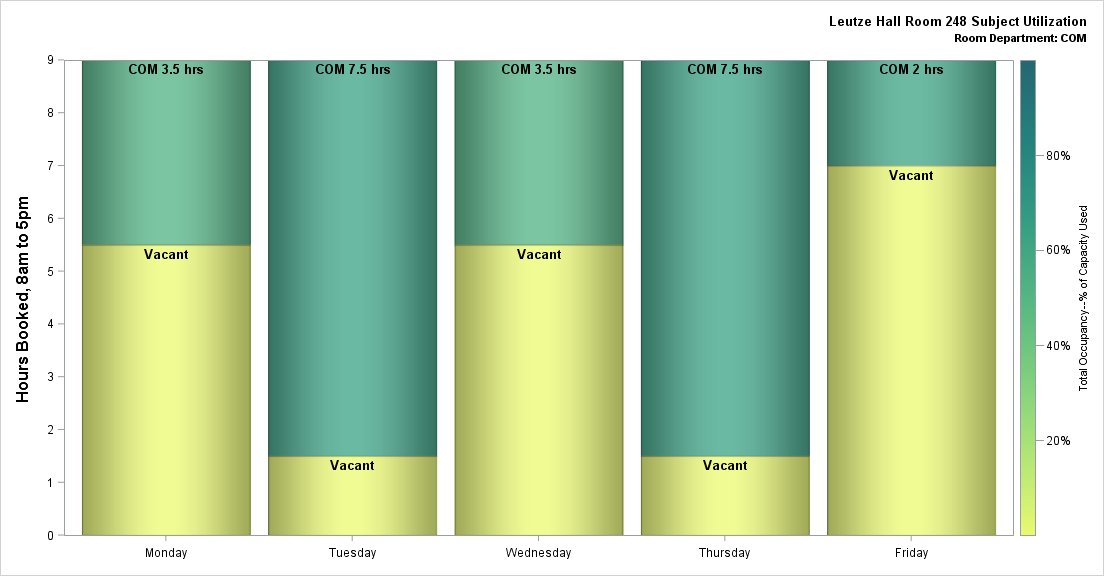 Leutze Hall Room 248 Subject Utilization
Room Department: COM
Hours Booked, 8am to 5pm
9
8
7
6
5
4
3
2
1
0
COM 3.5 hrs
COM 7.5 hrs
COM 3.5 hrs
COM 7.5 hrs
COM 2 hrs
Vacant
Vacant
Vacant
Vacant
Vacant
Monday
Tuesday
Wednesday
Thursday
Friday
80%
60%
40%
20%
Total Occupancy--% of Capacity Used